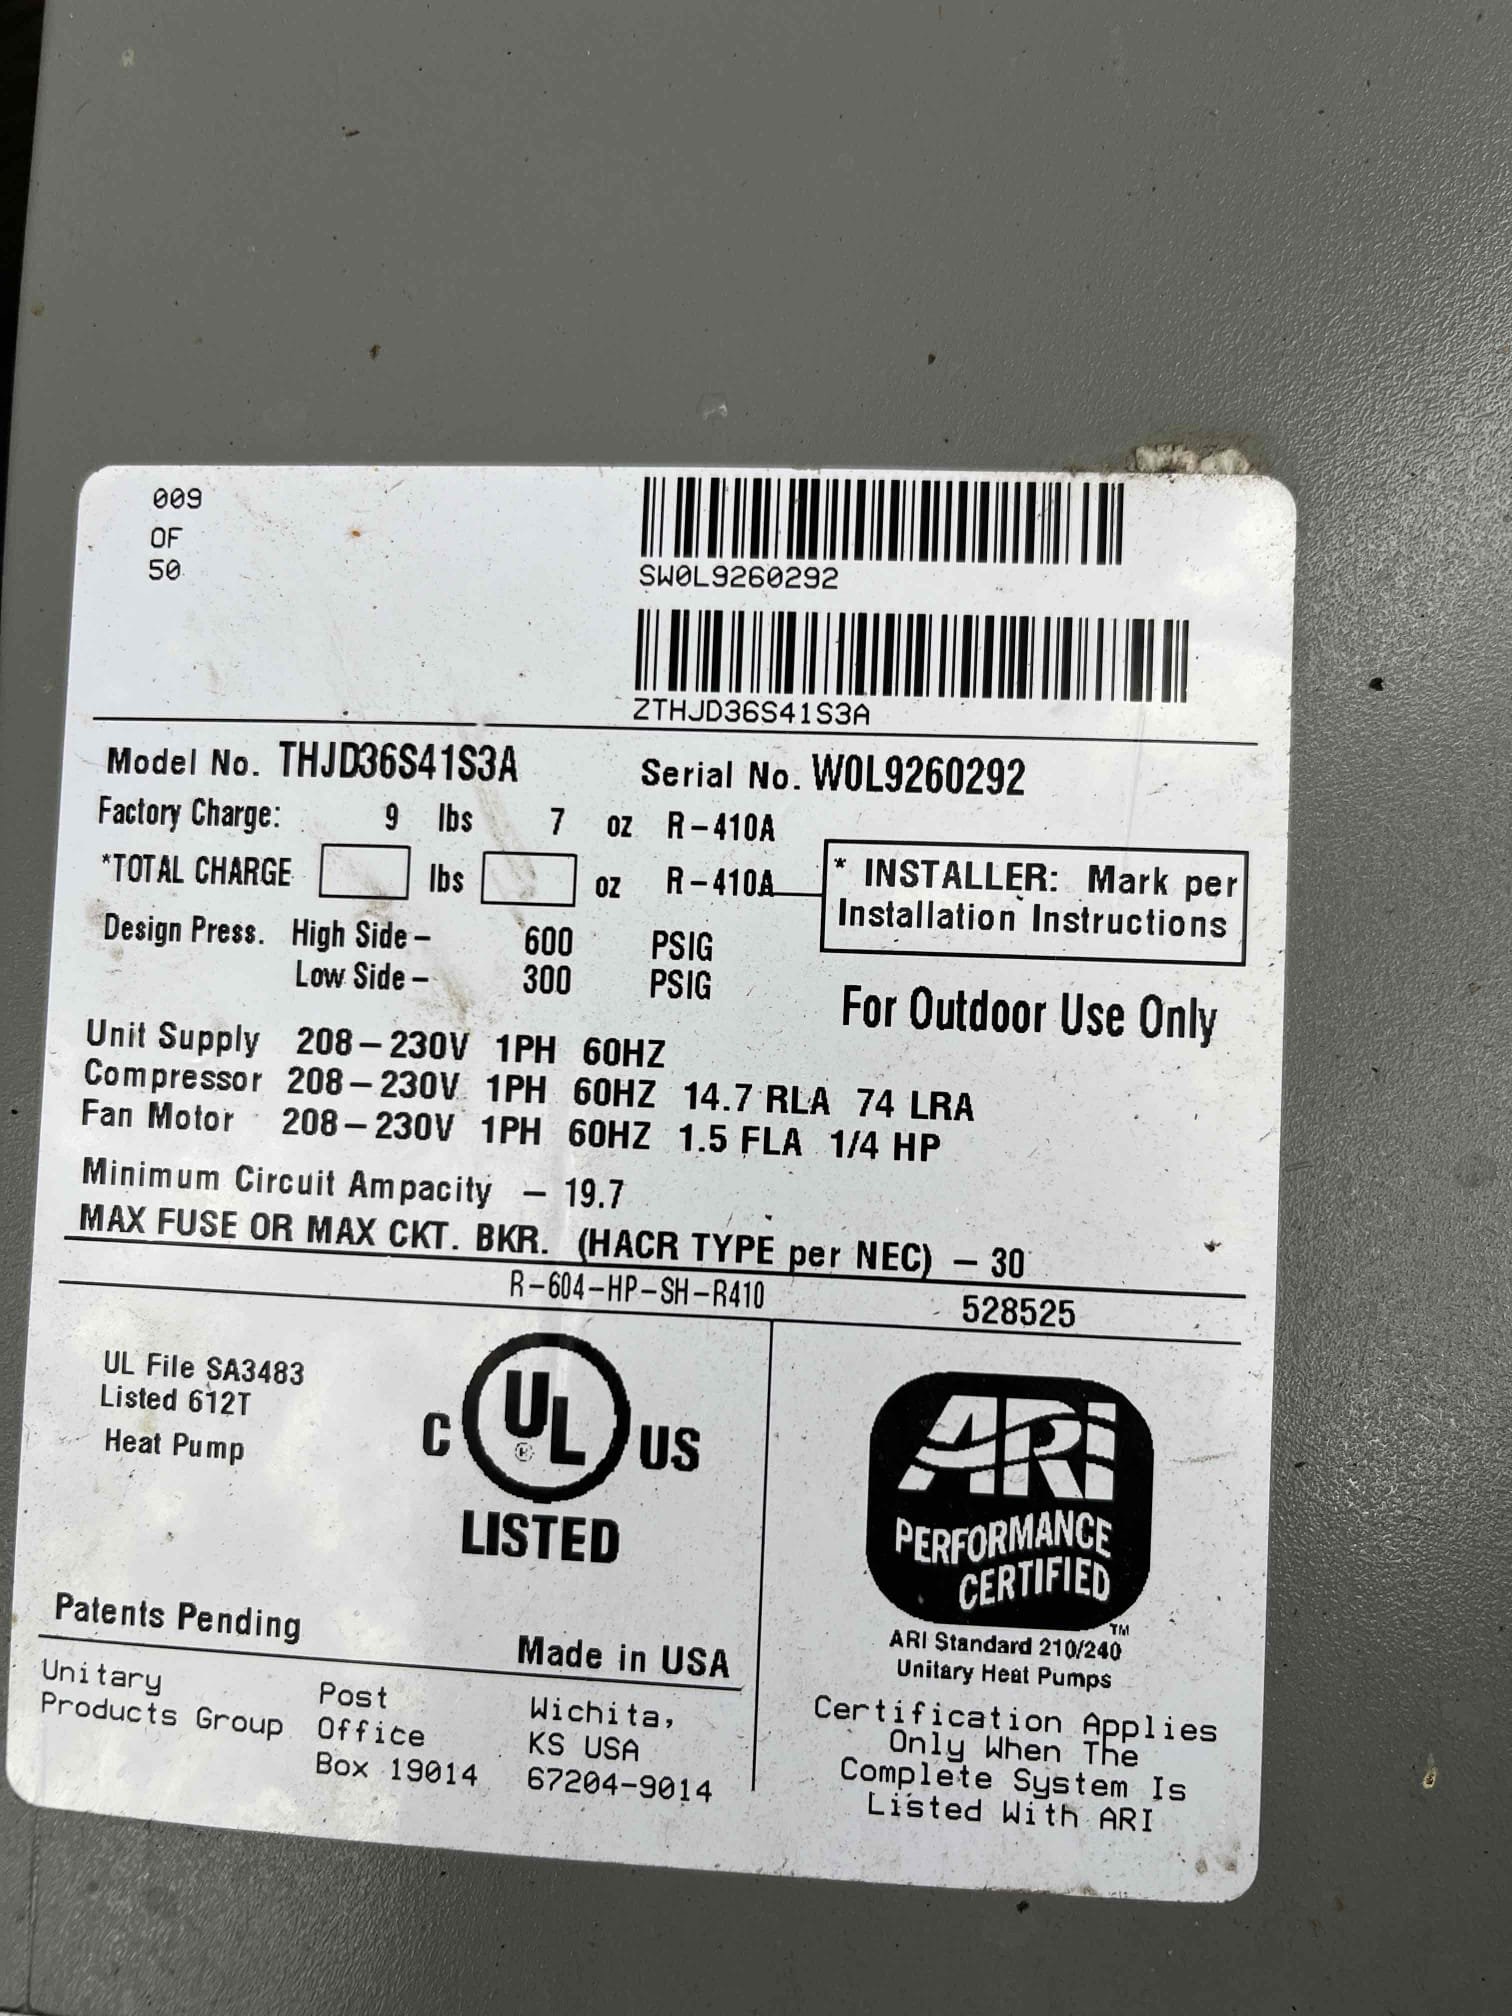 009
OF
50
SW0L9260292
ZTHJD36S41S3A
Model No. THJD36S41S3A Serial No. W0L9260292
Factory Charge: 9 lbs 7 oz R-410A
*TOTAL CHARGE lbs oz R-410A
* INSTALLER: Mark per
Installation Instructions
Design Press. High Side - 600 PSIG
Low Side - 300 PSIG
For Outdoor Use Only
Unit Supply 208-230V 1PH 60HZ
Compressor 208-230V 1PH 60HZ 14.7 RLA 74 LRA
Fan Motor 208-230V 1PH 60HZ 1.5 FLA 1/4 HP
Minimum Circuit Ampacity - 19.7
MAX FUSE OR MAX CKT. BKR. (HACR TYPE per NEC) - 30
R-604-HP-SH-R410 528525
UL File SA3483
Listed 612T
Heat Pump
C UL ® US
LISTED
ARI
PERFORMANCE
CERTIFIED
TM
ARI Standard 210/240
Unitary Heat Pumps
Certification Applies
Only When The
Complete System Is
Listed With ARI
Patents Pending
Made in USA
Unitary
Products Group
Post
Office
Box 19014
Wichita,
KS USA
67204-9014